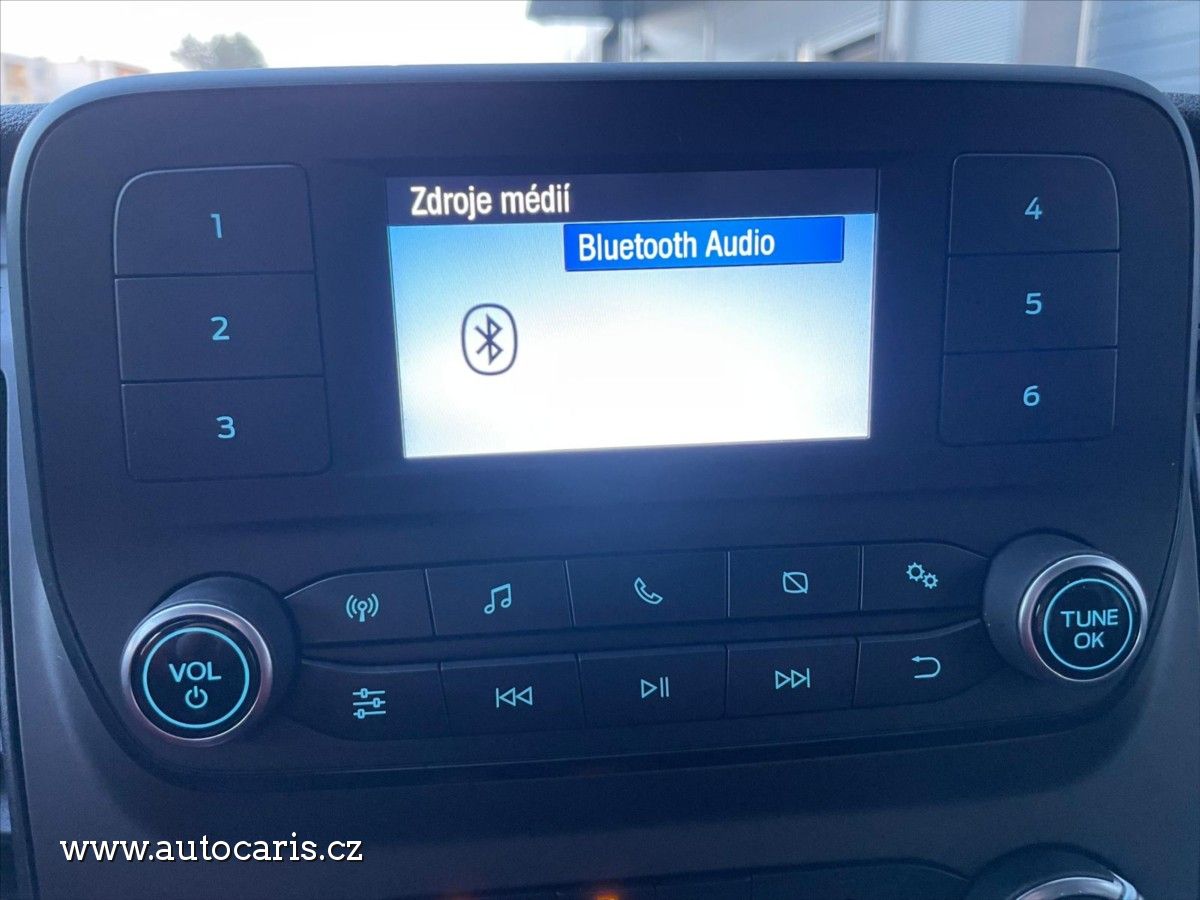 Zdroje médií
Bluetooth Audio
1
2
3
4
5
6
VOL
TUNE
OK
www.autocaris.cz